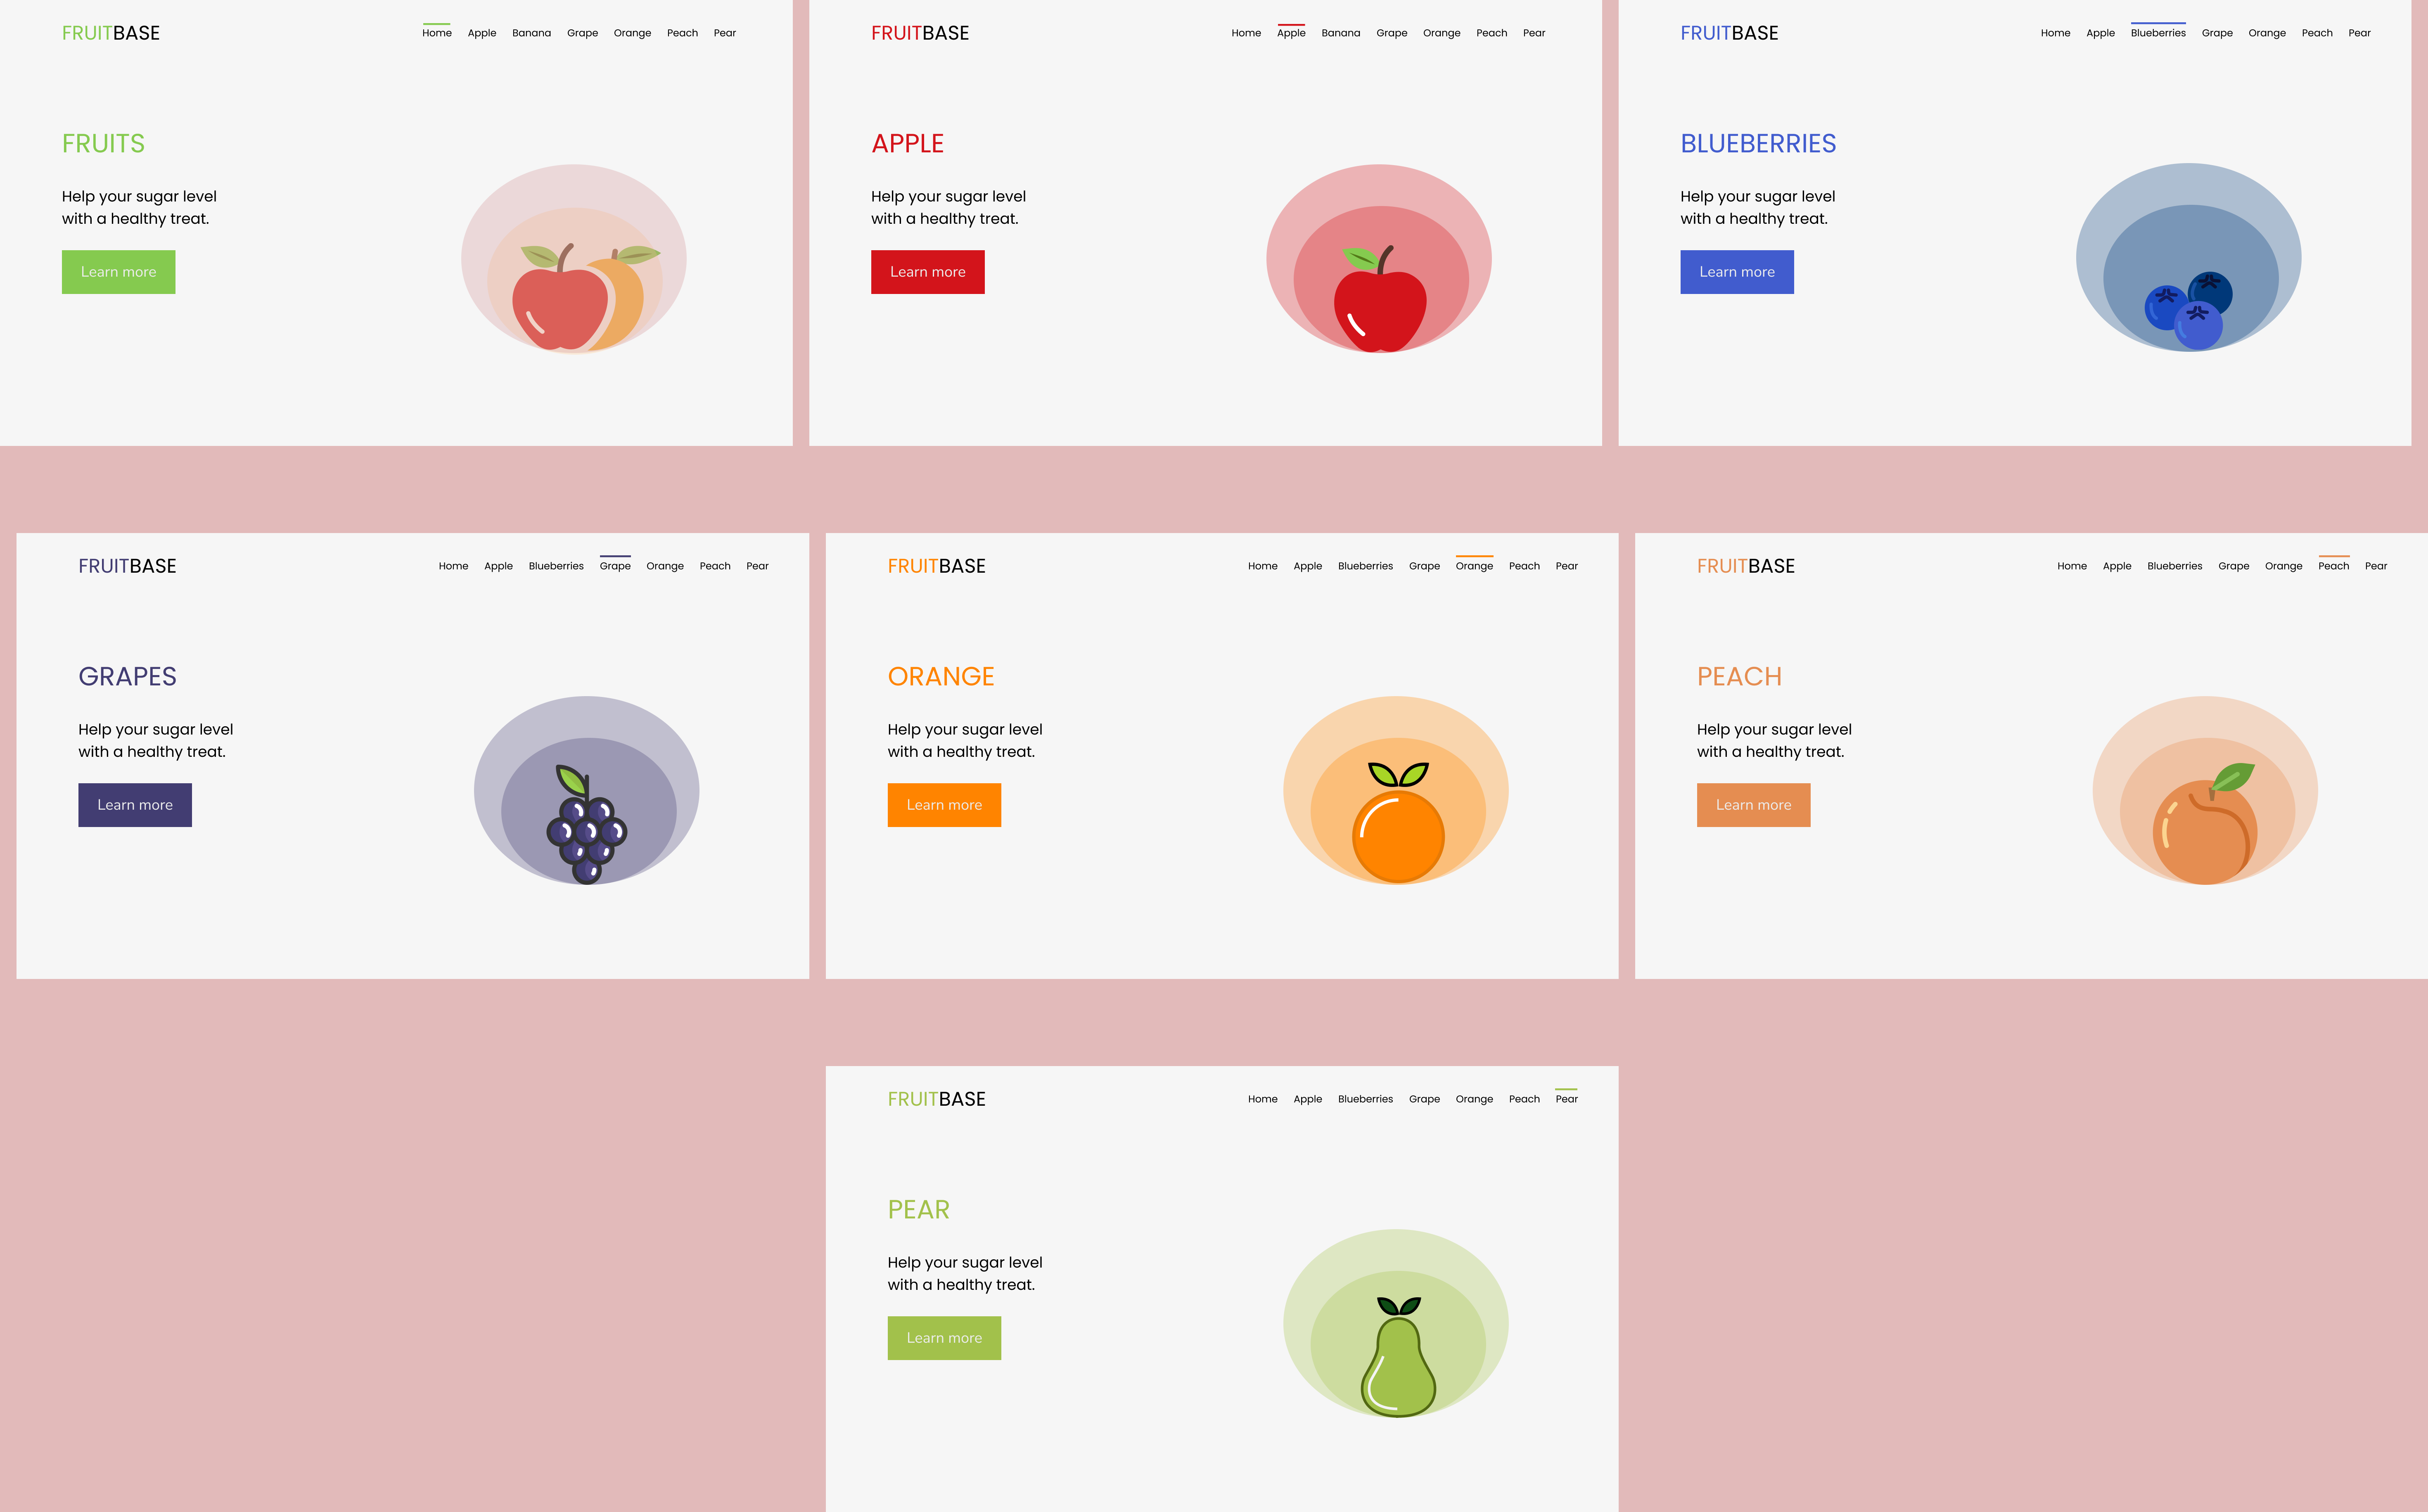 FRUITBASE Home Apple Banana Grape Orange Peach Pear
FRUITS
Help your sugar level
with a healthy treat.
Learn more
FRUITBASE Home Apple Banana Grape Orange Peach Pear
APPLE
Help your sugar level
with a healthy treat.
Learn more
FRUITBASE Home Apple Blueberries Grape Orange Peach Pear
BLUEBERRIES
Help your sugar level
with a healthy treat.
Learn more
FRUITBASE Home Apple Blueberries Grape Orange Peach Pear
GRAPES
Help your sugar level
with a healthy treat.
Learn more
FRUITBASE Home Apple Blueberries Grape Orange Peach Pear
ORANGE
Help your sugar level
with a healthy treat.
Learn more
FRUITBASE Home Apple Blueberries Grape Orange Peach Pear
PEACH
Help your sugar level
with a healthy treat.
Learn more
FRUITBASE Home Apple Blueberries Grape Orange Peach Pear
PEAR
Help your sugar level
with a healthy treat.
Learn more